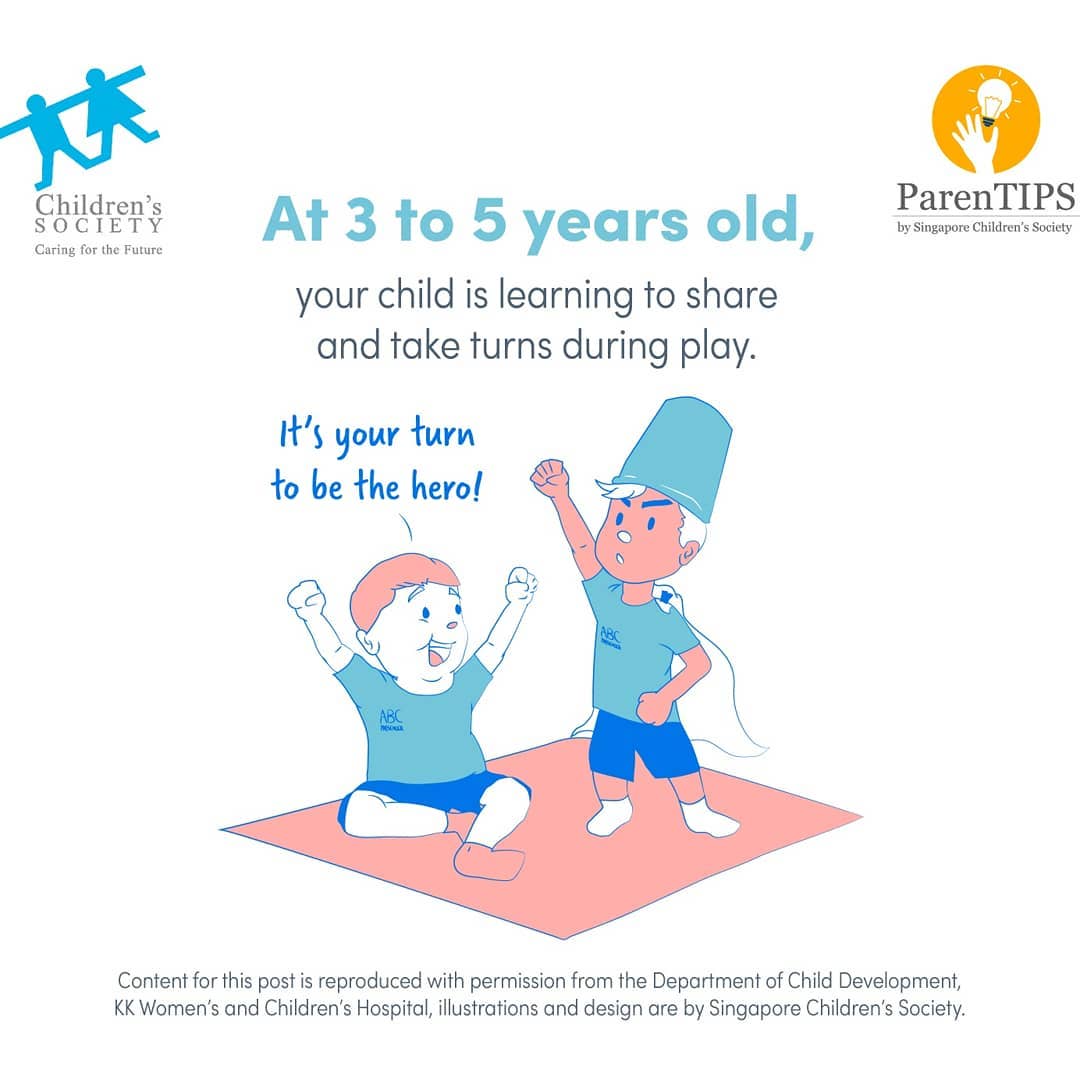 Children's
SOCIETY
Caring for the Future
ParenTIPS
by Singapore Children's Society
At 3 to 5 years old,
your child is learning to share
and take turns during play.
It's your turn
to be the hero!
ABC
PRESCHOOL
ABC
PRESCHOOL
Content for this post is reproduced with permission from the Department of Child Development,
KK Women's and Children's Hospital, illustrations and design are by Singapore Children's Society.